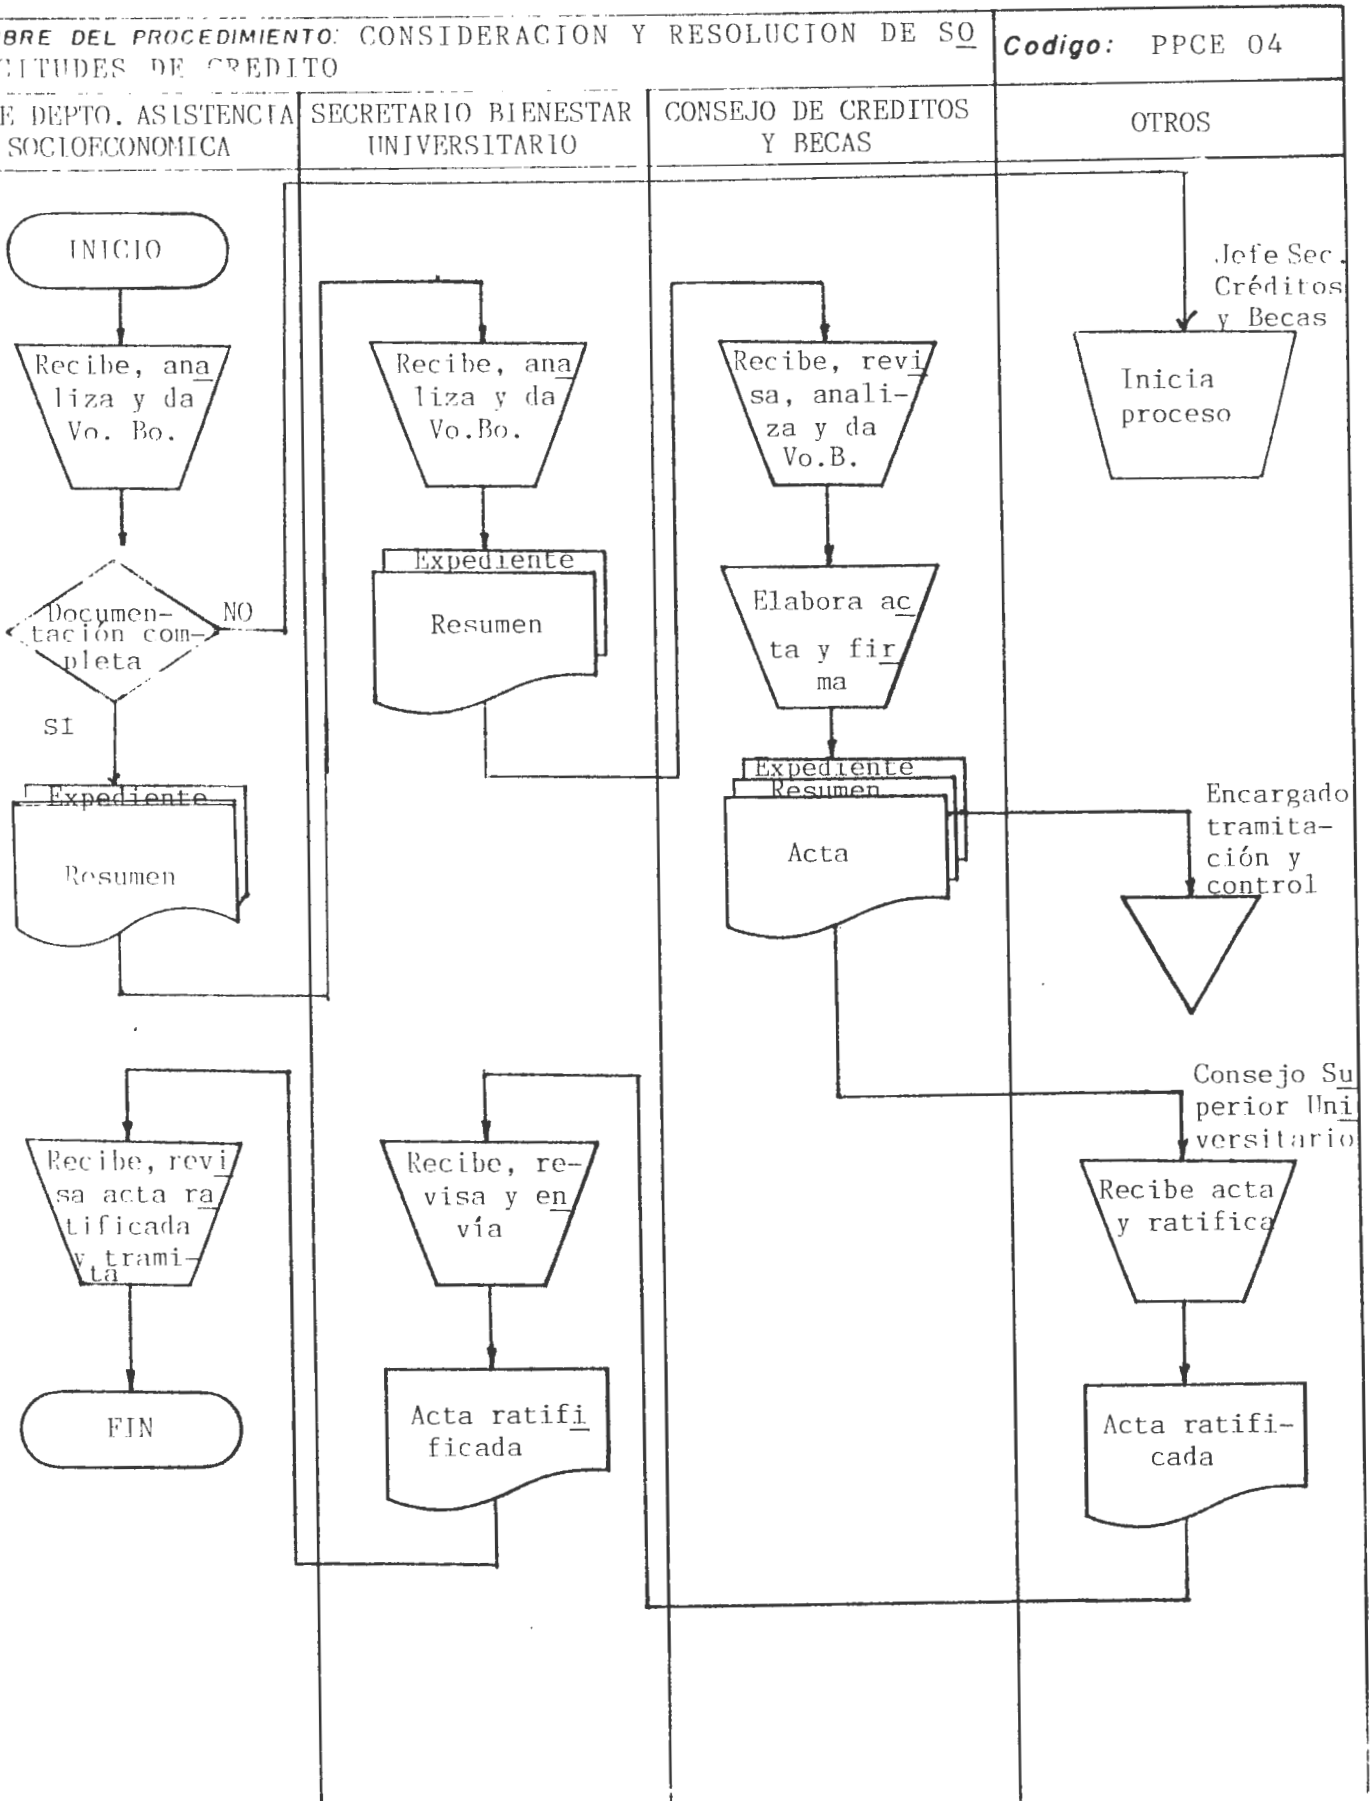 BRE DEL PROCEDIMIENTO: CONSIDERACION Y RESOLUCION DE SO
CITUDES DE CREDITO
Codigo: PPCE 04
E DEPTO. ASISTENCIA
SOCIOECONOMICA
SECRETARIO BIENESTAR
UNIVERSITARIO
CONSEJO DE CREDITOS
Y BECAS
OTROS
INICIO
Recibe, ana
liza y da
Vo. Bo.
Documen-
tación com-
pleta
NO
SI
Expediente
Resumen
Recibe, ana
liza y da
Vo.Bo.
Expediente
Resumen
Recibe, revi
sa, anali-
za y da
Vo.B.
Elabora ac
ta y fir
ma
Expediente
Resumen
Acta
Jefe Sec.
Créditos
y Becas
Inicia
proceso
Encargado
tramita-
ción y
control
Consejo Su
perior Uni
versitario
Recibe acta
y ratifica
Acta ratifi-
cada
Recibe, re-
visa y en
vía
Acta ratifi
ficada
Recibe, revi
sa acta ra
tificada
y trami-
ta
FIN